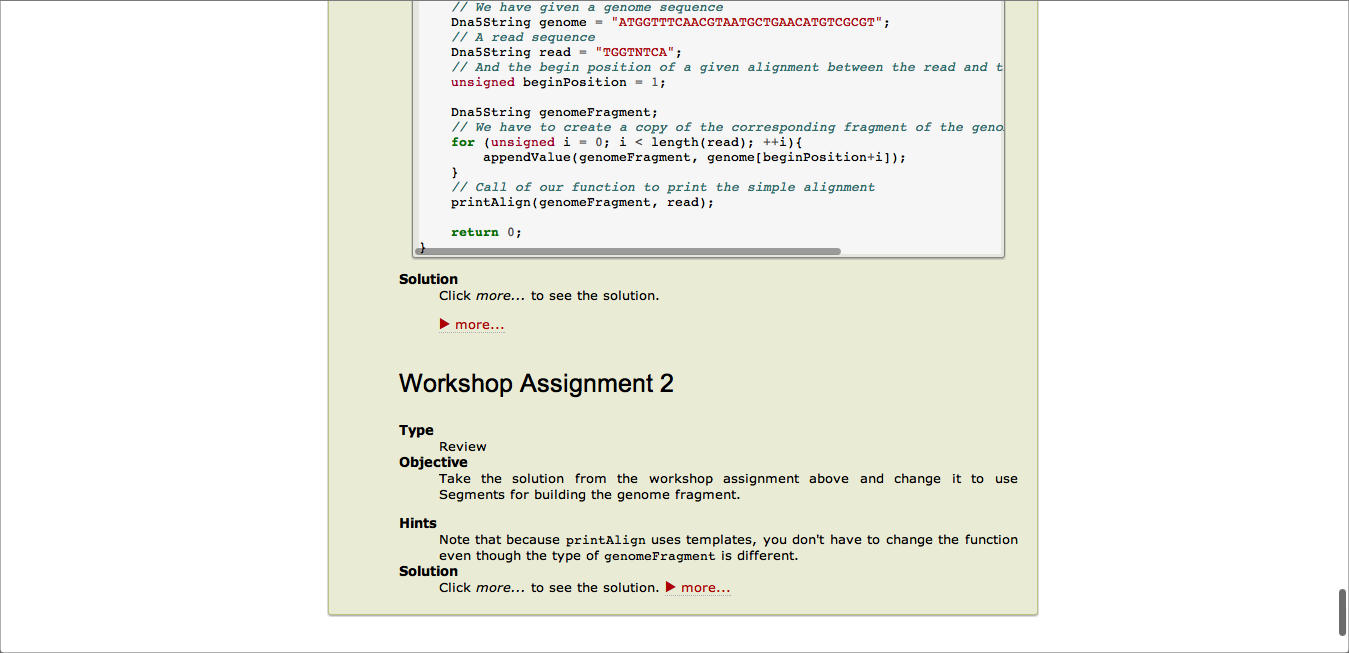 // We have given a genome sequence
Dna5String genome = "ATGGTTTCAACGTAATGCTGAACATGTCGCGT";
// A read sequence
Dna5String read = "TGGTNTCA";
// And the begin position of a given alignment between the read and t
unsigned beginPosition = 1;
Dna5String genomeFragment;
// We have to create a copy of the corresponding fragment of the geno
for (unsigned i = 0; i < length(read); ++i){
appendValue(genomeFragment, genome[beginPosition+i]);
}
// Call of our function to print the simple alignment
printAlign(genomeFragment, read);
return 0;
}
Solution
Click more... to see the solution.
▶ more...
Workshop Assignment 2
Type
Review
Objective
Take the solution from the workshop assignment above and change it to use
Segments for building the genome fragment.
Hints
Note that because printAlign uses templates, you don't have to change the function
even though the type of genomeFragment is different.
Solution
Click more... to see the solution. ▶ more...